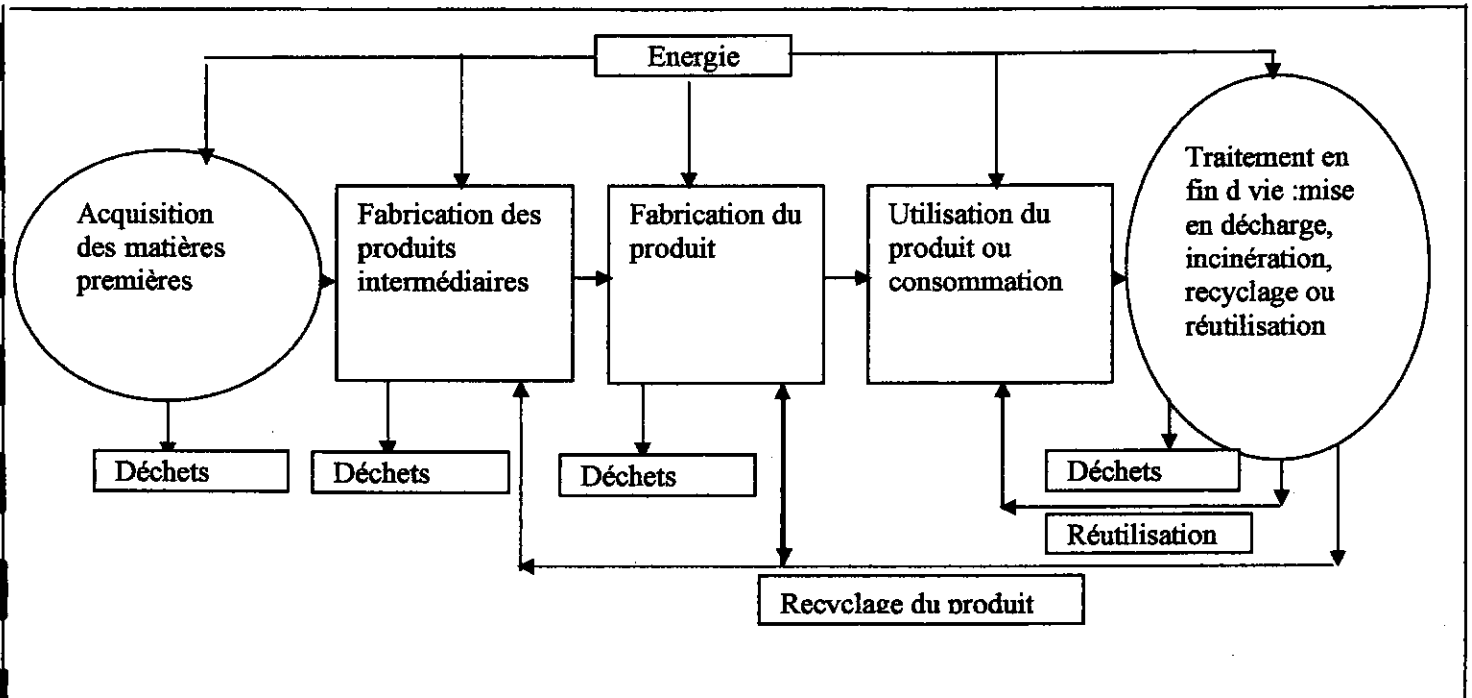 Energie
Acquisition
des matières
premières
Fabrication des
produits
intermédiaires
Fabrication du
produit
Utilisation du
produit ou
consommation
Traitement en
fin d vie :mise
en décharge,
incinération,
recyclage ou
réutilisation
Déchets
Déchets
Déchets
Déchets
Réutilisation
Recyclage du produit